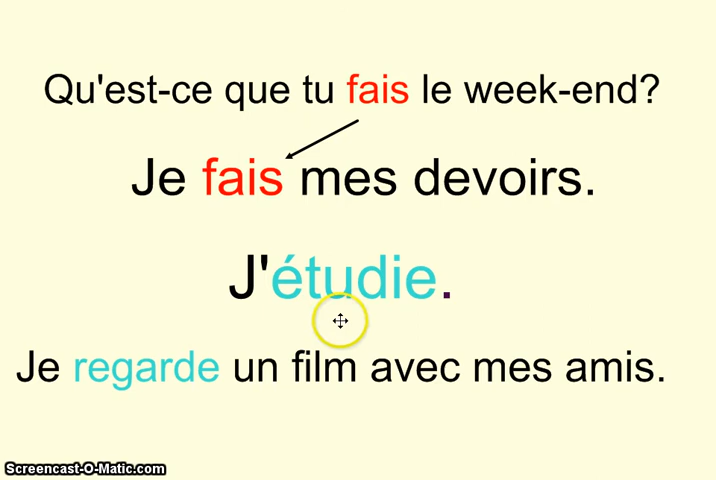 Qu'est-ce que tu fais le week-end?
Je fais mes devoirs.
J'étudie.
Je regarde un film avec mes amis.
Screencast-O-Matic.com